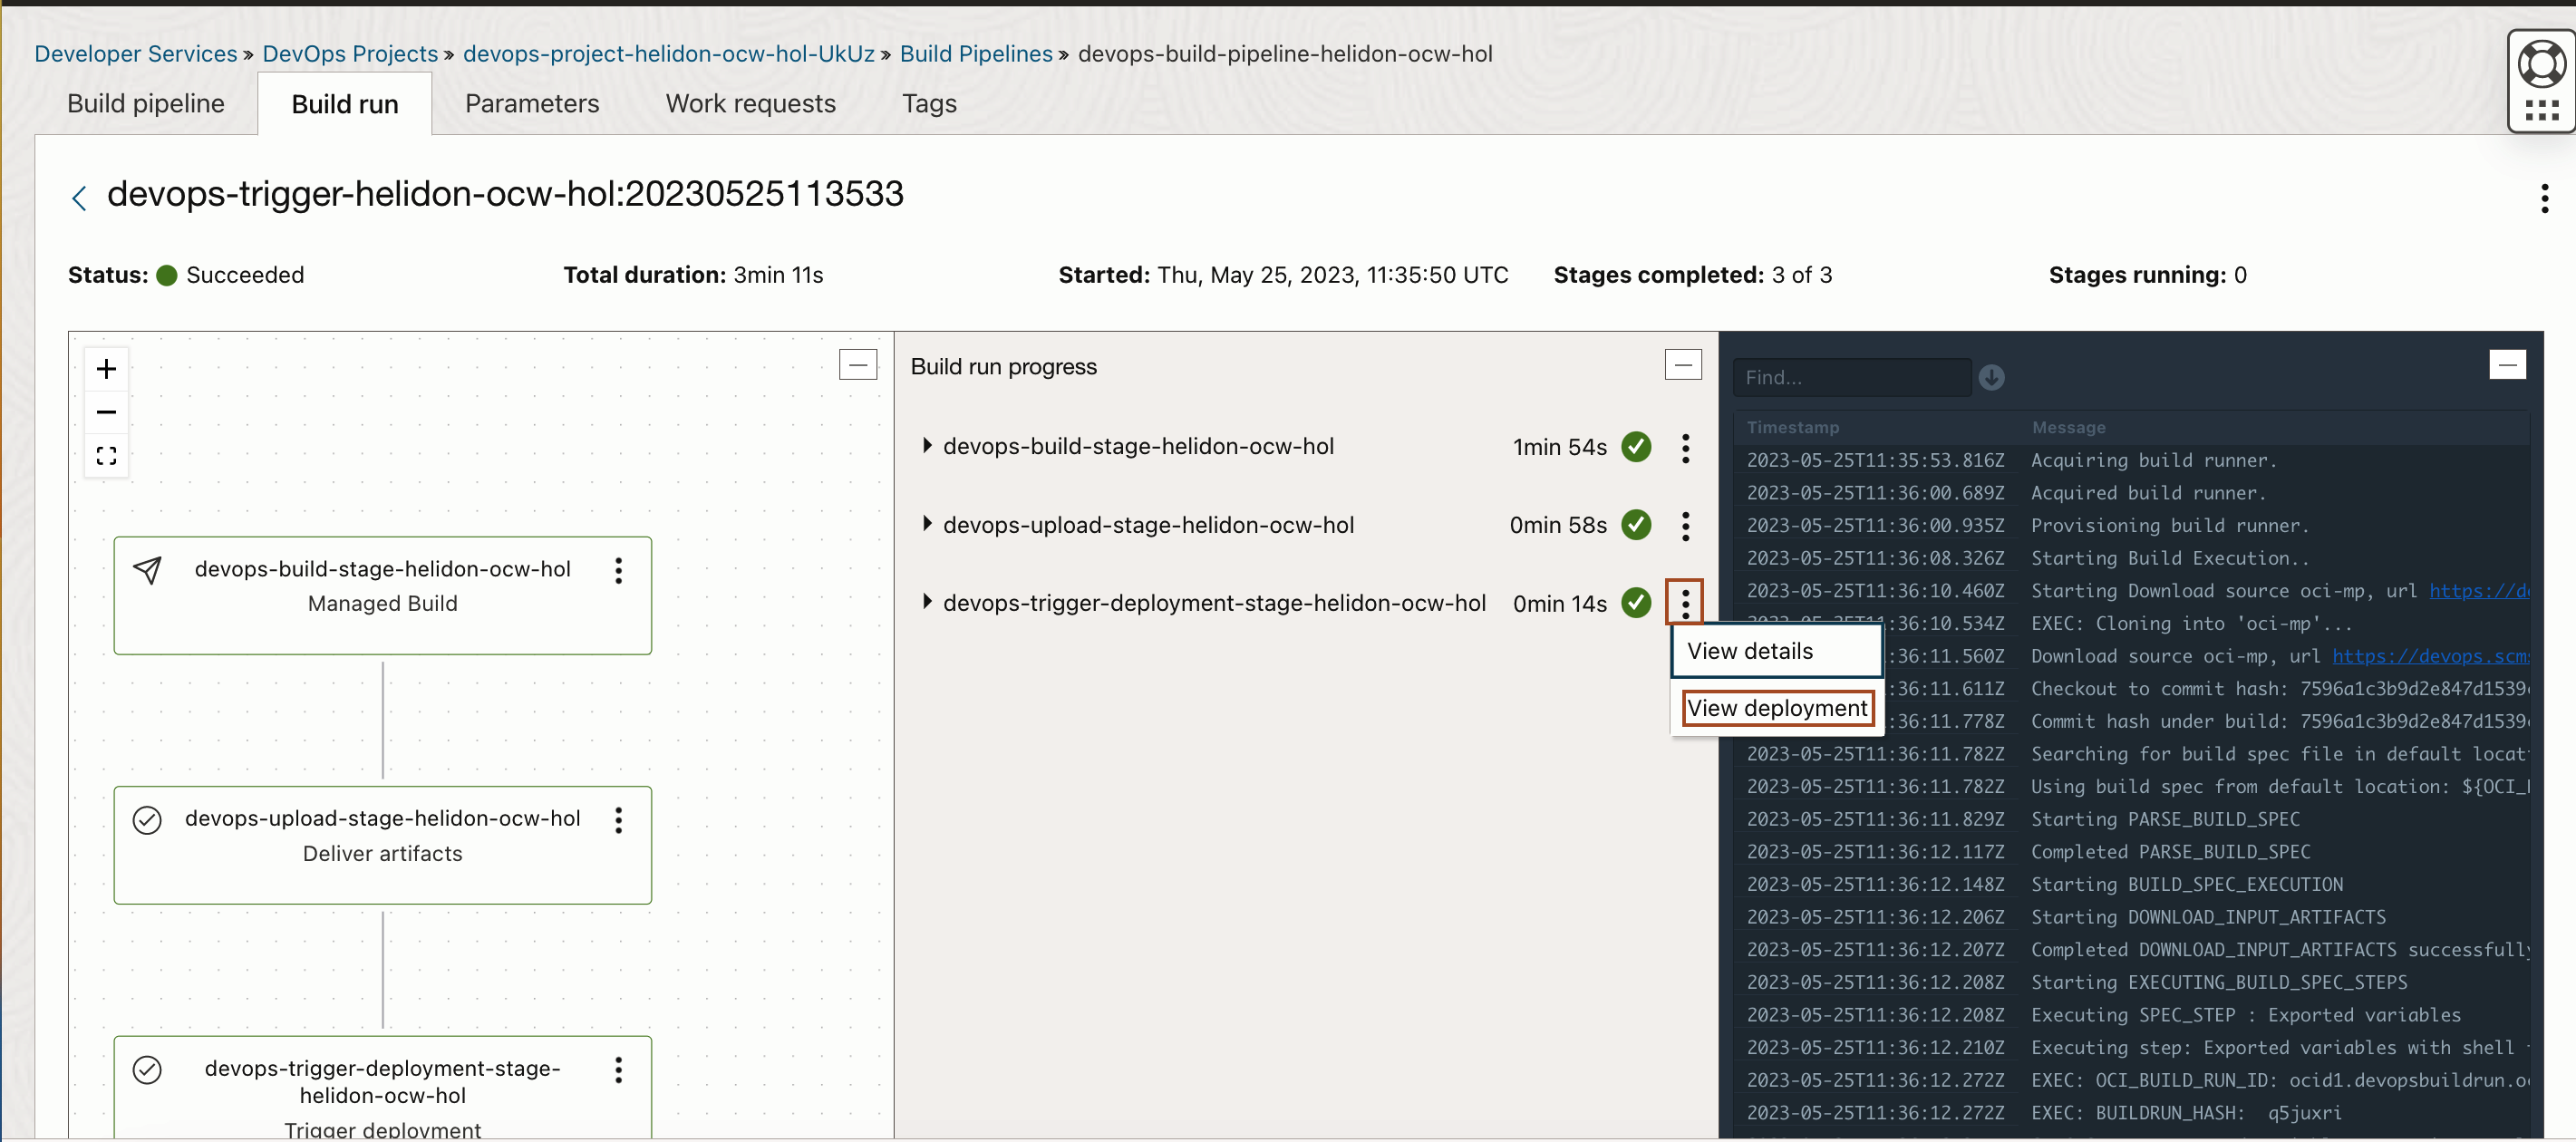 Developer Services » DevOps Projects » devops-project-helidon-ocw-hol-UkUz » Build Pipelines » devops-build-pipeline-helidon-ocw-hol
Build pipeline Build run Parameters Work requests Tags
devops-trigger-helidon-ocw-hol:20230525113533
Status: Succeeded Total duration: 3min 11s Started: Thu, May 25, 2023, 11:35:50 UTC Stages completed: 3 of 3 Stages running: 0
devops-build-stage-helidon-ocw-hol
Managed Build
devops-upload-stage-helidon-ocw-hol
Deliver artifacts
devops-trigger-deployment-stage-
helidon-ocw-hol
Trigger deployment
Build run progress
devops-build-stage-helidon-ocw-hol 1min 54s
devops-upload-stage-helidon-ocw-hol 0min 58s
devops-trigger-deployment-stage-helidon-ocw-hol 0min 14s
View details
View deployment
Find...
Timestamp Message
2023-05-25T11:35:53.816Z Acquiring build runner.
2023-05-25T11:36:00.689Z Acquired build runner.
2023-05-25T11:36:00.935Z Provisioning build runner.
2023-05-25T11:36:08.326Z Starting Build Execution..
2023-05-25T11:36:10.460Z Starting Download source oci-mp, url https://d
:36:10.534Z EXEC: Cloning into 'oci-mp'...
:36:11.560Z Download source oci-mp, url https://devops.scm
:36:11.611Z Checkout to commit hash: 7596a1c3b9d2e847d1539
:36:11.778Z Commit hash under build: 7596a1c3b9d2e847d1539
2023-05-25T11:36:11.782Z Searching for build spec file in default locat
2023-05-25T11:36:11.782Z Using build spec from default location: ${OCI_
2023-05-25T11:36:11.829Z Starting PARSE_BUILD_SPEC
2023-05-25T11:36:12.117Z Completed PARSE_BUILD_SPEC
2023-05-25T11:36:12.148Z Starting BUILD_SPEC_EXECUTION
2023-05-25T11:36:12.206Z Starting DOWNLOAD_INPUT_ARTIFACTS
2023-05-25T11:36:12.207Z Completed DOWNLOAD_INPUT_ARTIFACTS successfull
2023-05-25T11:36:12.208Z Starting EXECUTING_BUILD_SPEC_STEPS
2023-05-25T11:36:12.208Z Executing SPEC_STEP : Exported variables
2023-05-25T11:36:12.210Z Executing step: Exported variables with shell
2023-05-25T11:36:12.272Z EXEC: OCI_BUILD_RUN_ID: ocid1.devopsbuildrun.o
2023-05-25T11:36:12.272Z EXEC: BUILDRUN_HASH: q5juxri